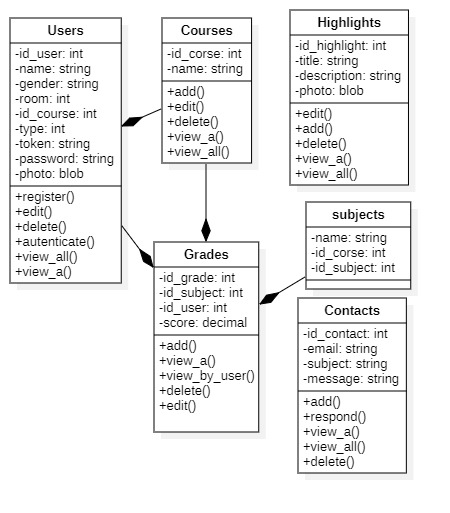 Users
-id_user: int
-name: string
-gender: string
-room: int
-id_course: int
-type: int
-token: string
-password: string
-photo: blob
+register()
+edit()
+delete()
+autenticate()
+view_all()
+view_a()
Courses
-id_corse: int
-name: string
+add()
+edit()
+delete()
+view_a()
+view_all()
Highlights
-id_highlight: int
-title: string
-description: string
-photo: blob
+edit()
+add()
+delete()
+view_a()
+view_all()
subjects
-name: string
-id_corse: int
-id_subject: int
Grades
-id_grade: int
-id_subject: int
-id_user: int
-score: decimal
+add()
+view_a()
+view_by_user()
+delete()
+edit()
Contacts
-id_contact: int
-email: string
-subject: string
-message: string
+add()
+respond()
+view_a()
+view_all()
+delete()